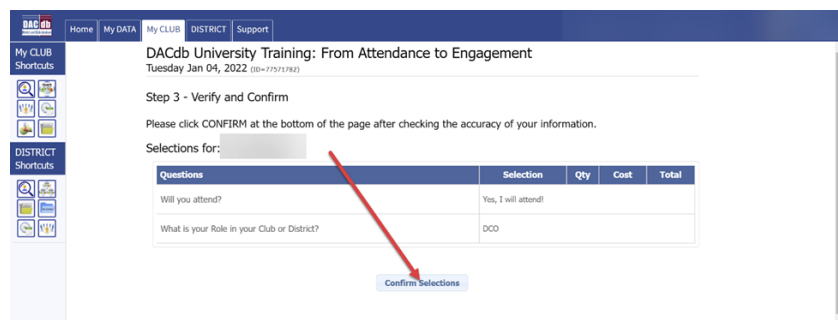 DACdb
Home My DATA My CLUB DISTRICT Support
My CLUB
Shortcuts
DACdb University Training: From Attendance to Engagement
Tuesday Jan 04, 2022 (ID=77571782)
Step 3 - Verify and Confirm
Please click CONFIRM at the bottom of the page after checking the accuracy of your information.
DISTRICT
Shortcuts
Selections for:
Questions Selection Qty Cost Total
Will you attend? Yes, I will attend!
What is your Role in your Club or District? DCO
Confirm Selections